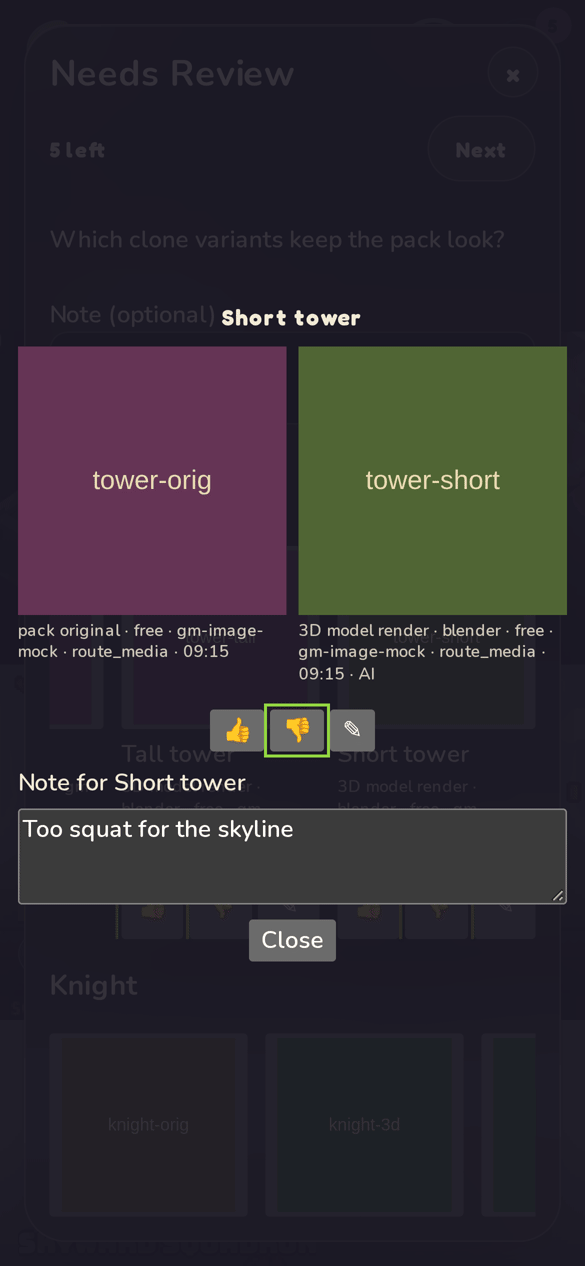 Needs Review
×
5 left
Next
Which clone variants keep the pack look?
Note (optional)
Short tower
tower-orig
tower-short
pack original · free · gm-image-
mock · route_media · 09:15
3D model render · blender · free ·
gm-image-mock · route_media ·
09:15 · AI
👍 👎 ✎
Tall tower
Short tower
Note for Short tower
3D model render ·
Too squat for the skyline
Close
Knight
knight-orig
knight-3d